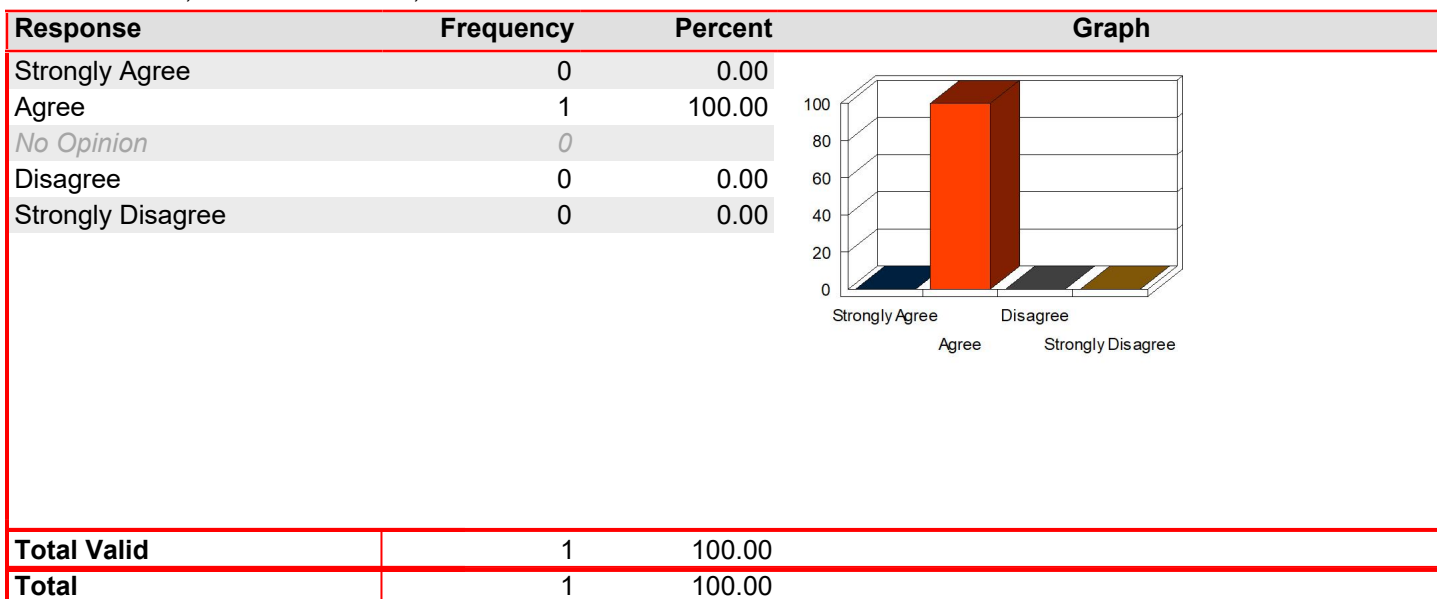 Response Frequency Percent Graph
Strongly Agree 0 0.00
Agree 1 100.00
No Opinion 0
Disagree 0 0.00
Strongly Disagree 0 0.00
100
80
60
40
20
0
Strongly Agree Disagree
Agree Strongly Disagree
Total Valid 1 100.00
Total 1 100.00